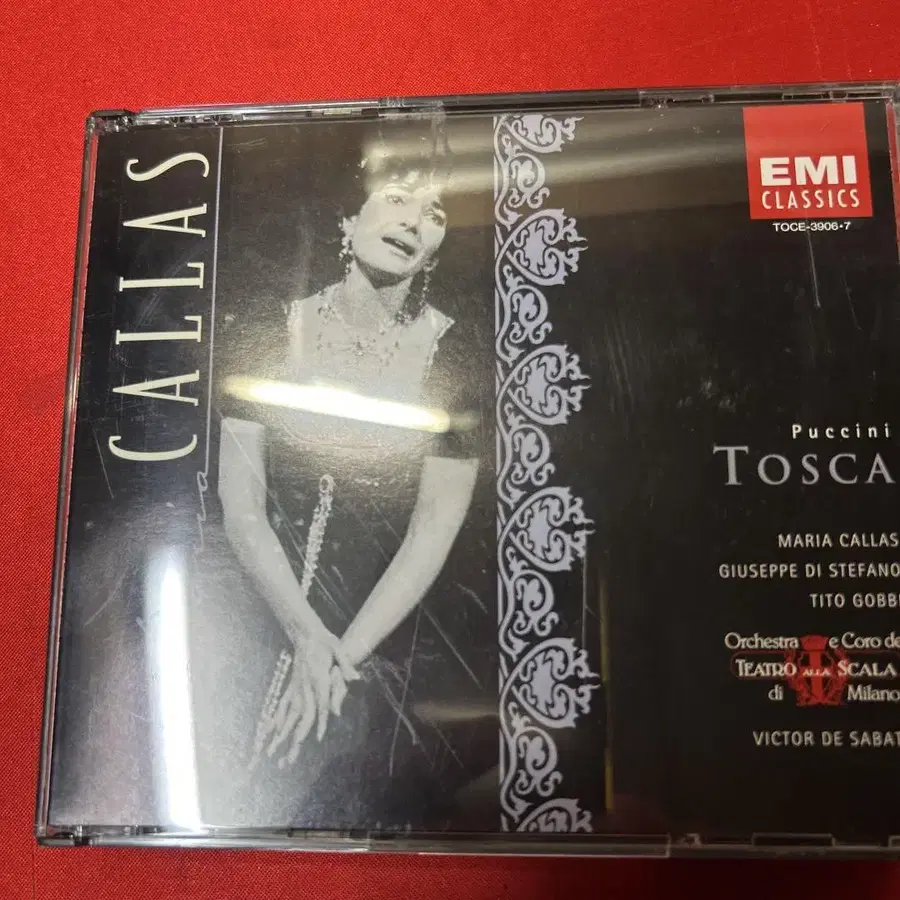 CALLAS
EMI
CLASSICS
TOCE-3906•7
Puccini
TOSCA
MARIA CALLAS
GIUSEPPE DI STEFANO
TITO GOBBI
Orchestra e Coro de
TEATRO ALLA SCALA
di Milano
VICTOR DE SABAT